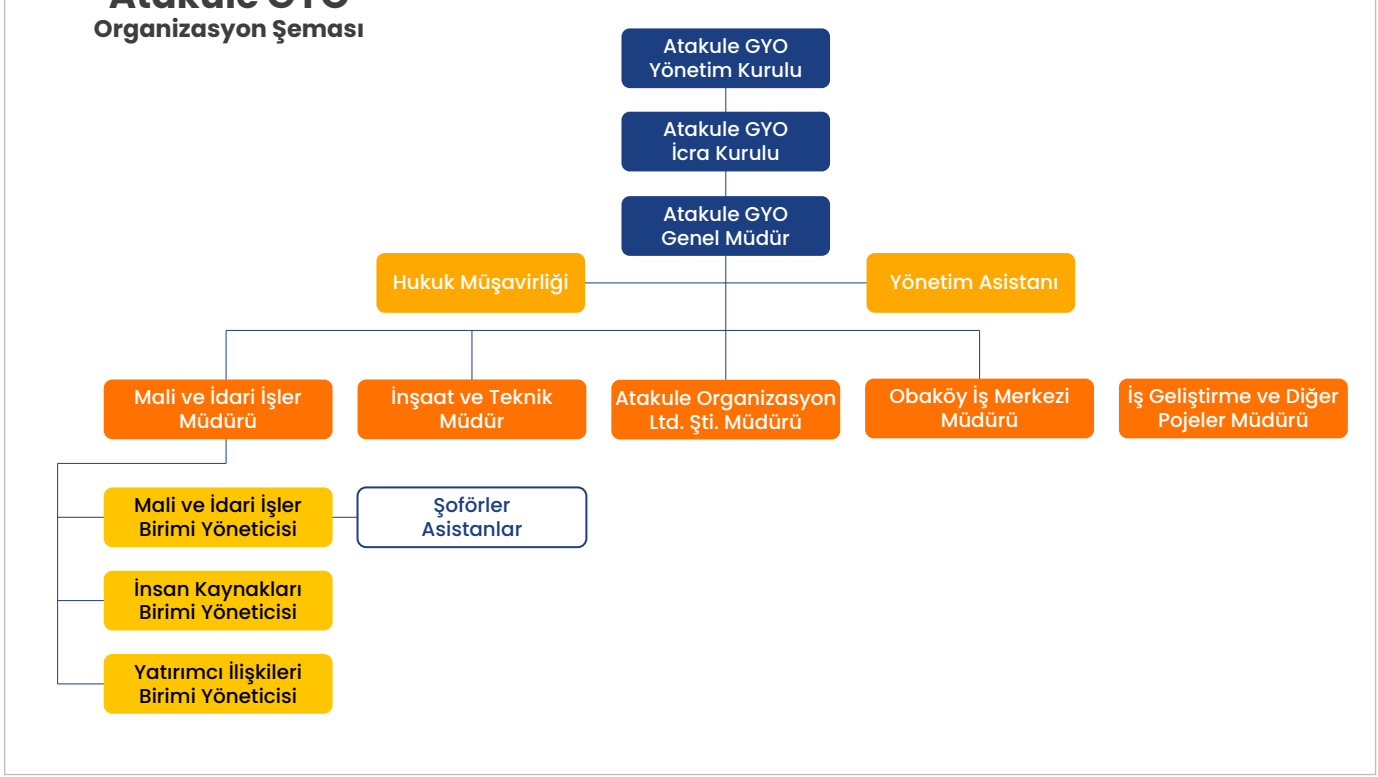 Atakule GYO
Organizasyon Şeması
Atakule GYO
Yönetim Kurulu
Atakule GYO
İcra Kurulu
Atakule GYO
Genel Müdür
Hukuk Müşavirliği
Yönetim Asistanı
Mali ve İdari İşler
Müdürü
İnşaat ve Teknik
Müdür
Atakule Organizasyon
Ltd. Şti. Müdürü
Obaköy İş Merkezi
Müdürü
İş Geliştirme ve Diğer
Pojeler Müdürü
Mali ve İdari İşler
Birimi Yöneticisi
Şoförler
Asistanlar
İnsan Kaynakları
Birimi Yöneticisi
Yatırımcı İlişkileri
Birimi Yöneticisi